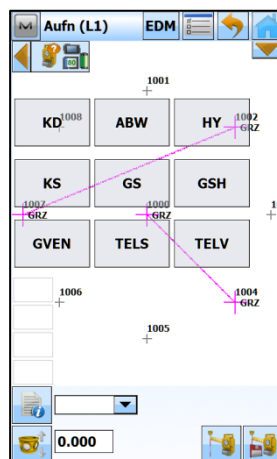 M Aufn (L1) EDM
1001
KD 1008 ABW HY 1002
GRZ
KS GS GSH
1007 1000
GRZ GRZ
GVEN TELS TELV
1006 1004
GRZ
1005
0.000